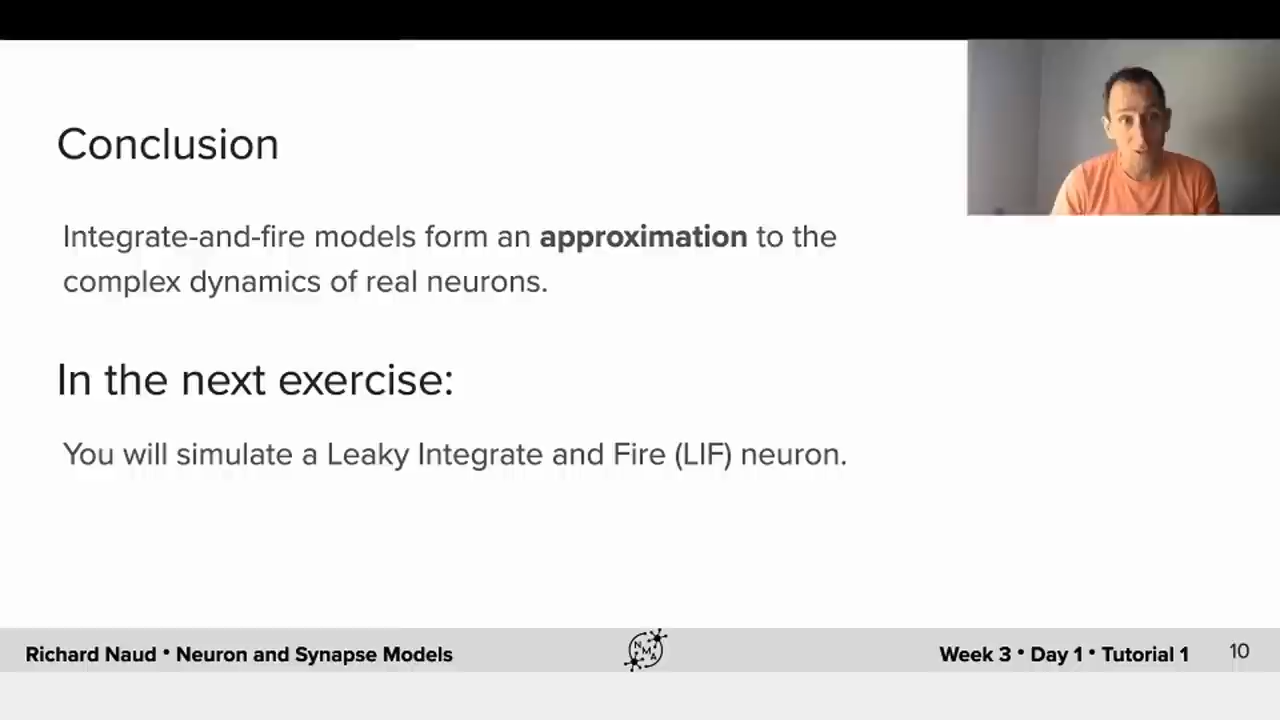 Conclusion
Integrate-and-fire models form an approximation to the
complex dynamics of real neurons.
In the next exercise:
You will simulate a Leaky Integrate and Fire (LIF) neuron.
Richard Naud • Neuron and Synapse Models
NMA
Week 3 • Day 1 • Tutorial 1
10